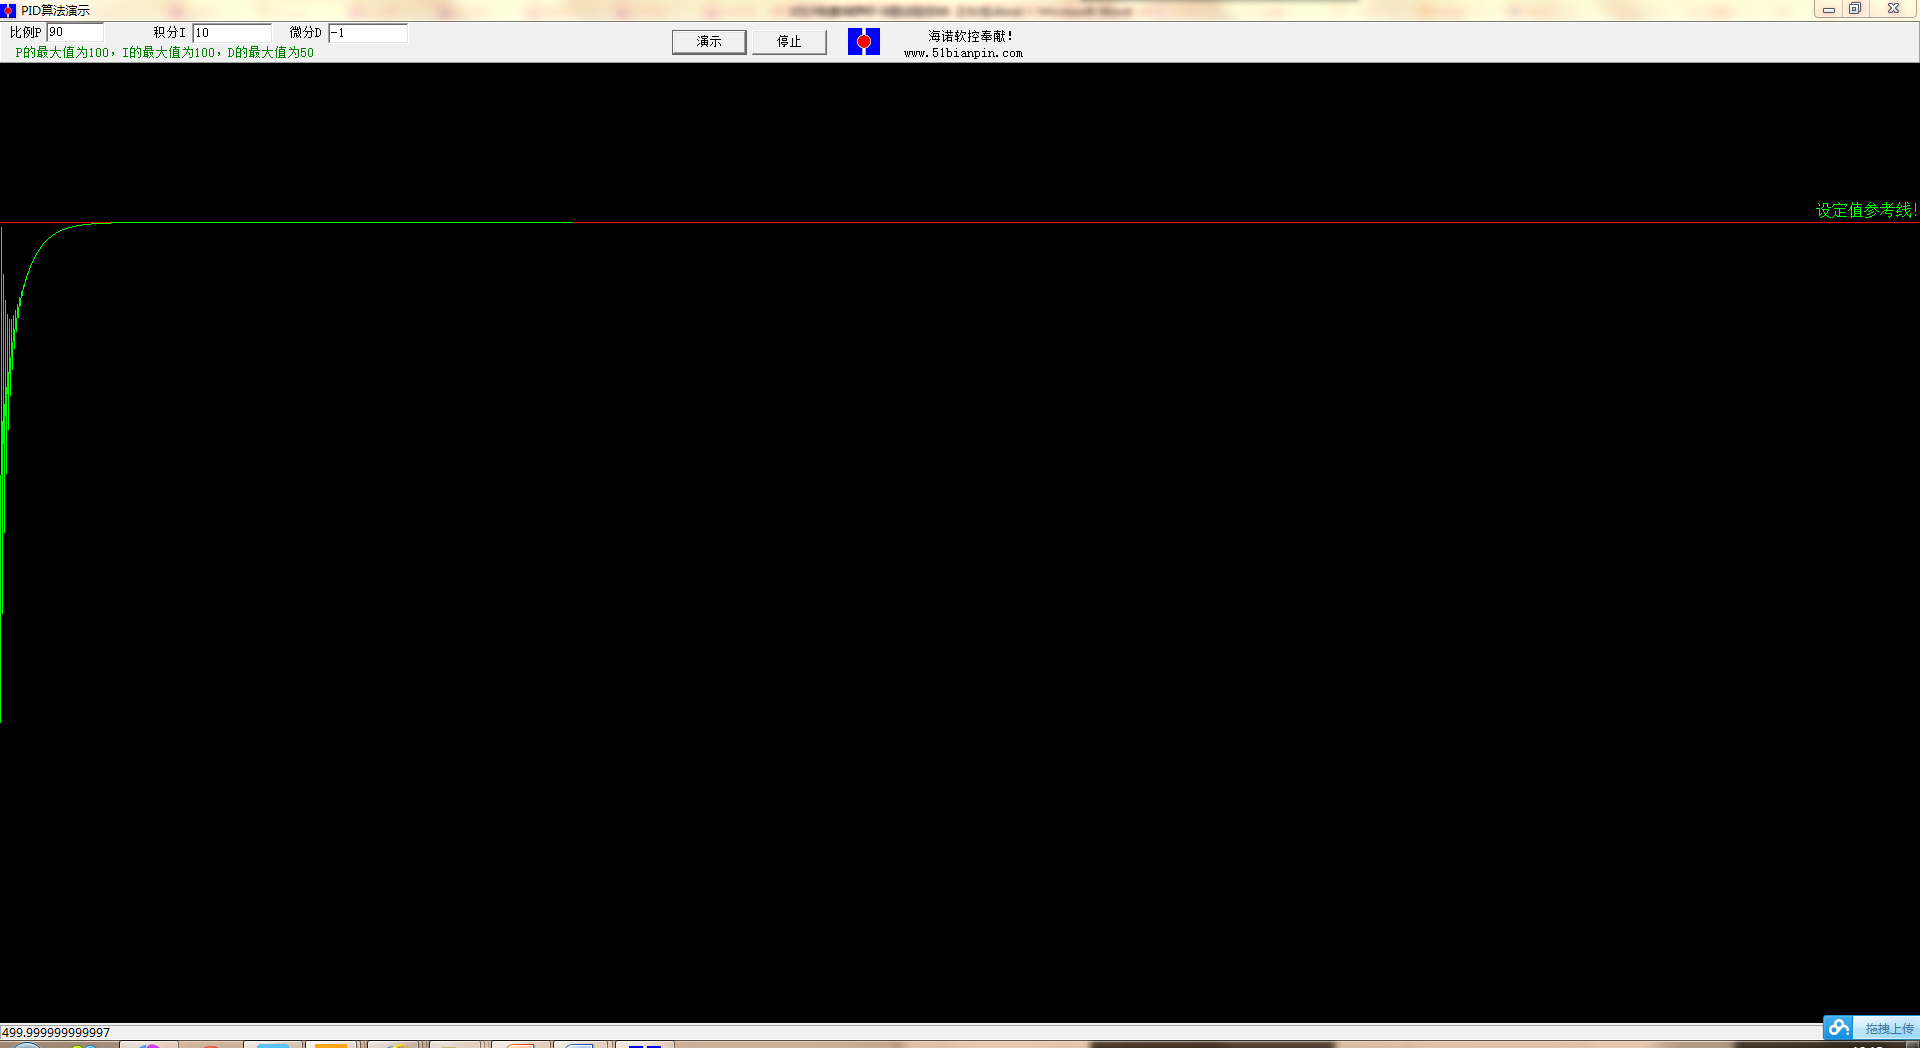 PID算法演示
比例P 90 积分I 10 微分D -1
P的最大值为100，I的最大值为100，D的最大值为50
演示 停止
海诺软控奉献!
www.51bianpin.com
设定值参考线!
499.999999999997
拖拽上传